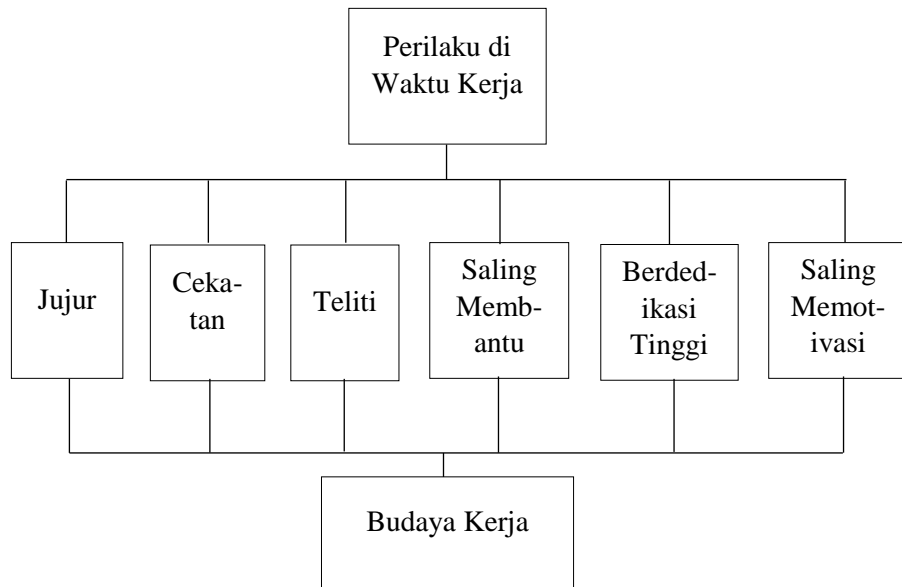 Perilaku di
Waktu Kerja
Jujur
Ceka-
tan
Teliti
Saling
Memb-
antu
Berded-
ikasi
Tinggi
Saling
Memot-
ivasi
Budaya Kerja